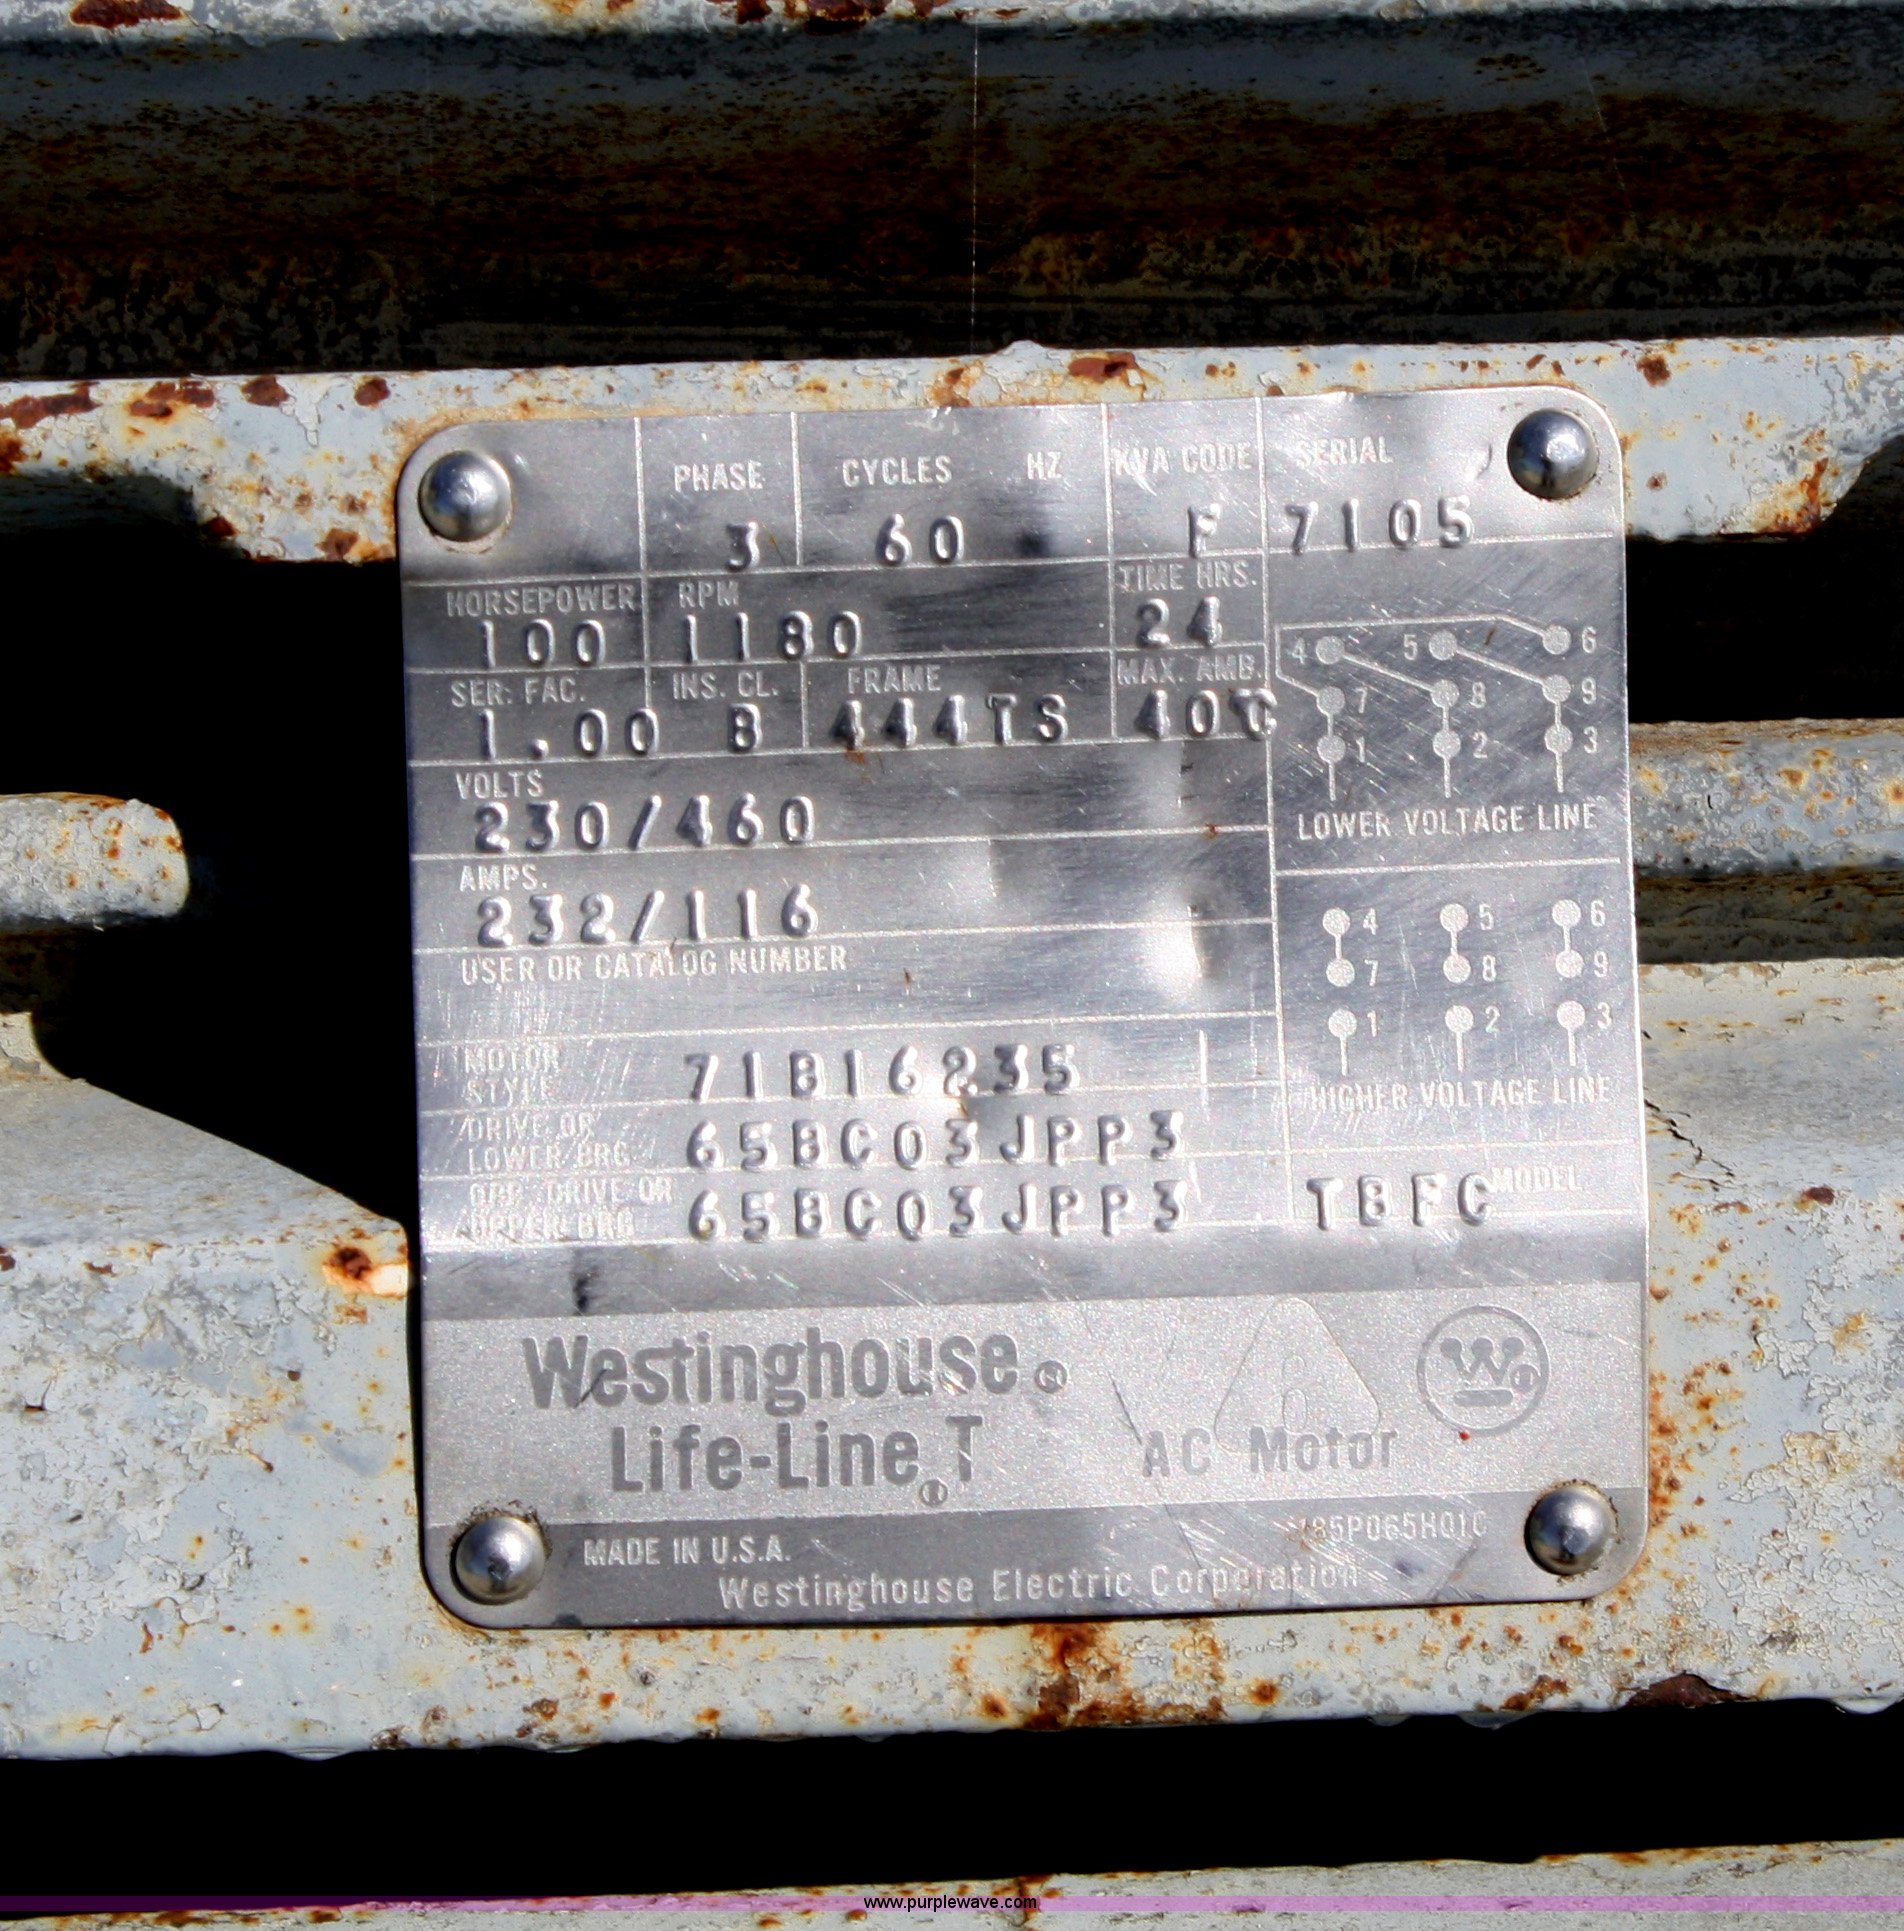 PHASE CYCLES HZ KVA CODE SERIAL
3 60 F 7105
HORSEPOWER RPM TIME HRS.
100 1180 24
SER. FAC. INS. CL. FRAME MAX. AMB.
1.00 B 444TS 40°C
VOLTS
230/460
AMPS.
232/116
USER OR CATALOG NUMBER
MOTOR
STYLE 71B16235
DRIVE OR
LOWER BRG 65BC03JPP3
OPP. DRIVE OR
UPPER BRG 65BC03JPP3
4 5 6
7 8 9
1 2 3
LOWER VOLTAGE LINE
4 5 6
7 8 9
1 2 3
HIGHER VOLTAGE LINE
TBFC MODEL
Westinghouse ®
Life-Line ® T
6
AC Motor
W
MADE IN U.S.A.
Westinghouse Electric Corporation
www.purplewave.com